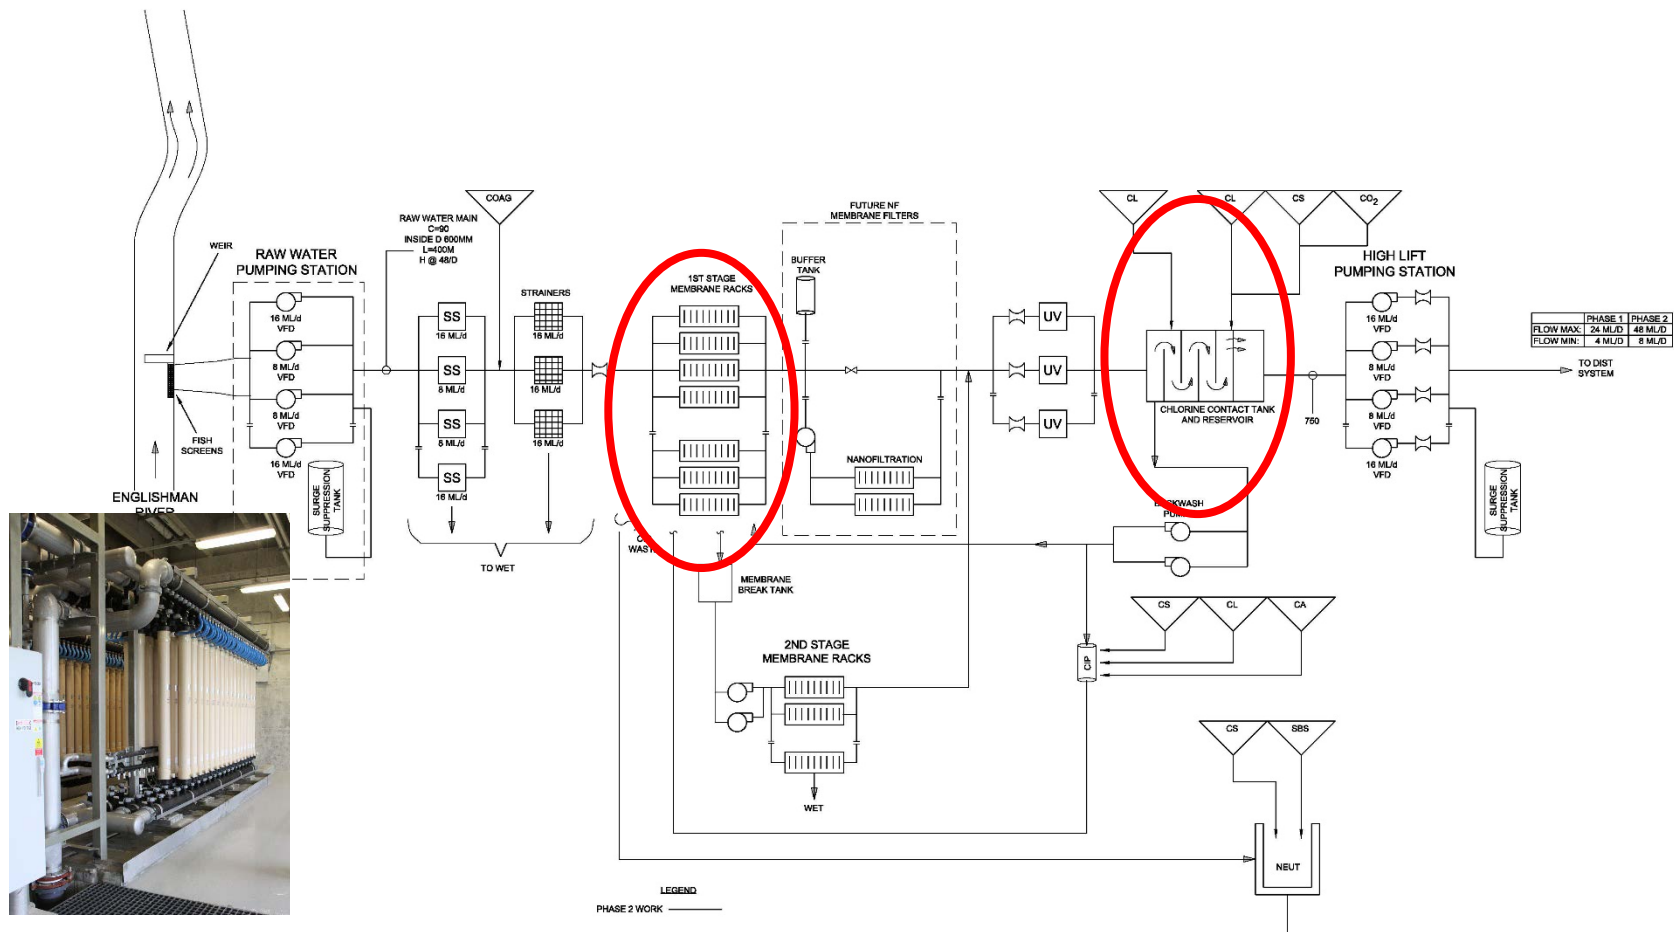 COAG
CL
CL
CS
CO2
RAW WATER MAIN
C=90
INSIDE D 600MM
L=400M
H @ 48/D
FUTURE NF
MEMBRANE FILTERS
WEIR
RAW WATER
PUMPING STATION
BUFFER
TANK
HIGH LIFT
PUMPING STATION
1ST STAGE
MEMBRANE RACKS
STRAINERS
16 ML/d
VFD
8 ML/d
VFD
8 ML/d
VFD
16 ML/d
VFD
SS
16 ML/d
SS
8 ML/d
SS
8 ML/d
SS
16 ML/d
16 ML/d
16 ML/d
16 ML/d
UV
UV
UV
16 ML/d
VFD
8 ML/d
VFD
8 ML/d
VFD
16 ML/d
VFD
PHASE 1 PHASE 2
FLOW MAX: 24 ML/D 48 ML/D
FLOW MIN: 4 ML/D 8 ML/D
TO DIST
SYSTEM
CHLORINE CONTACT TANK
AND RESERVOIR
750
FISH
SCREENS
NANOFILTRATION
SURGE
SUPPRESSION
TANK
SURGE
SUPPRESSION
TANK
ENGLISHMAN
RIVER
TO WET
MEMBRANE
BREAK TANK
CS
CL
CA
2ND STAGE
MEMBRANE RACKS
CIP
WET
CS
SBS
NEUT
LEGEND
PHASE 2 WORK